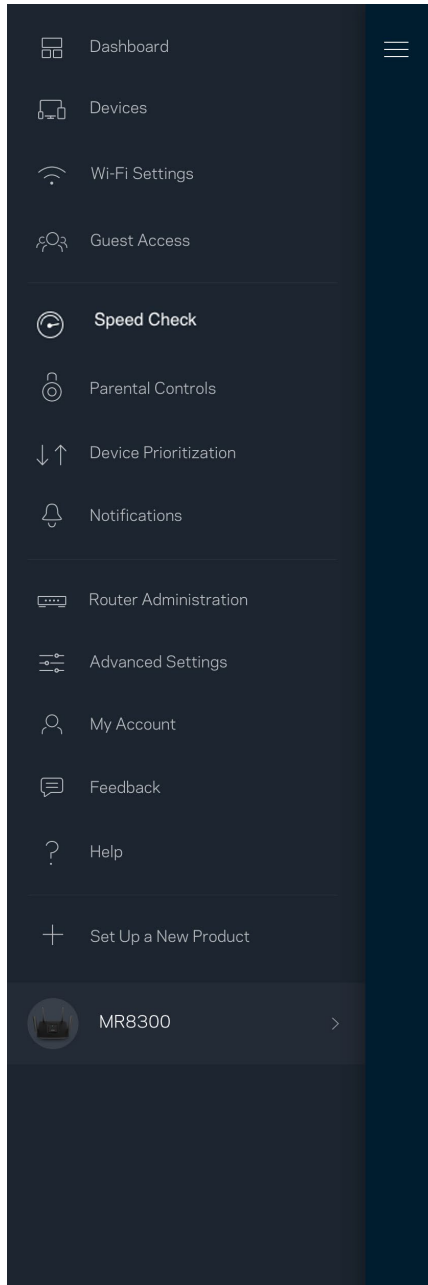 Dashboard
Devices
Wi-Fi Settings
Guest Access
Speed Check
Parental Controls
Device Prioritization
Notifications
Router Administration
Advanced Settings
My Account
Feedback
Help
Set Up a New Product
MR8300